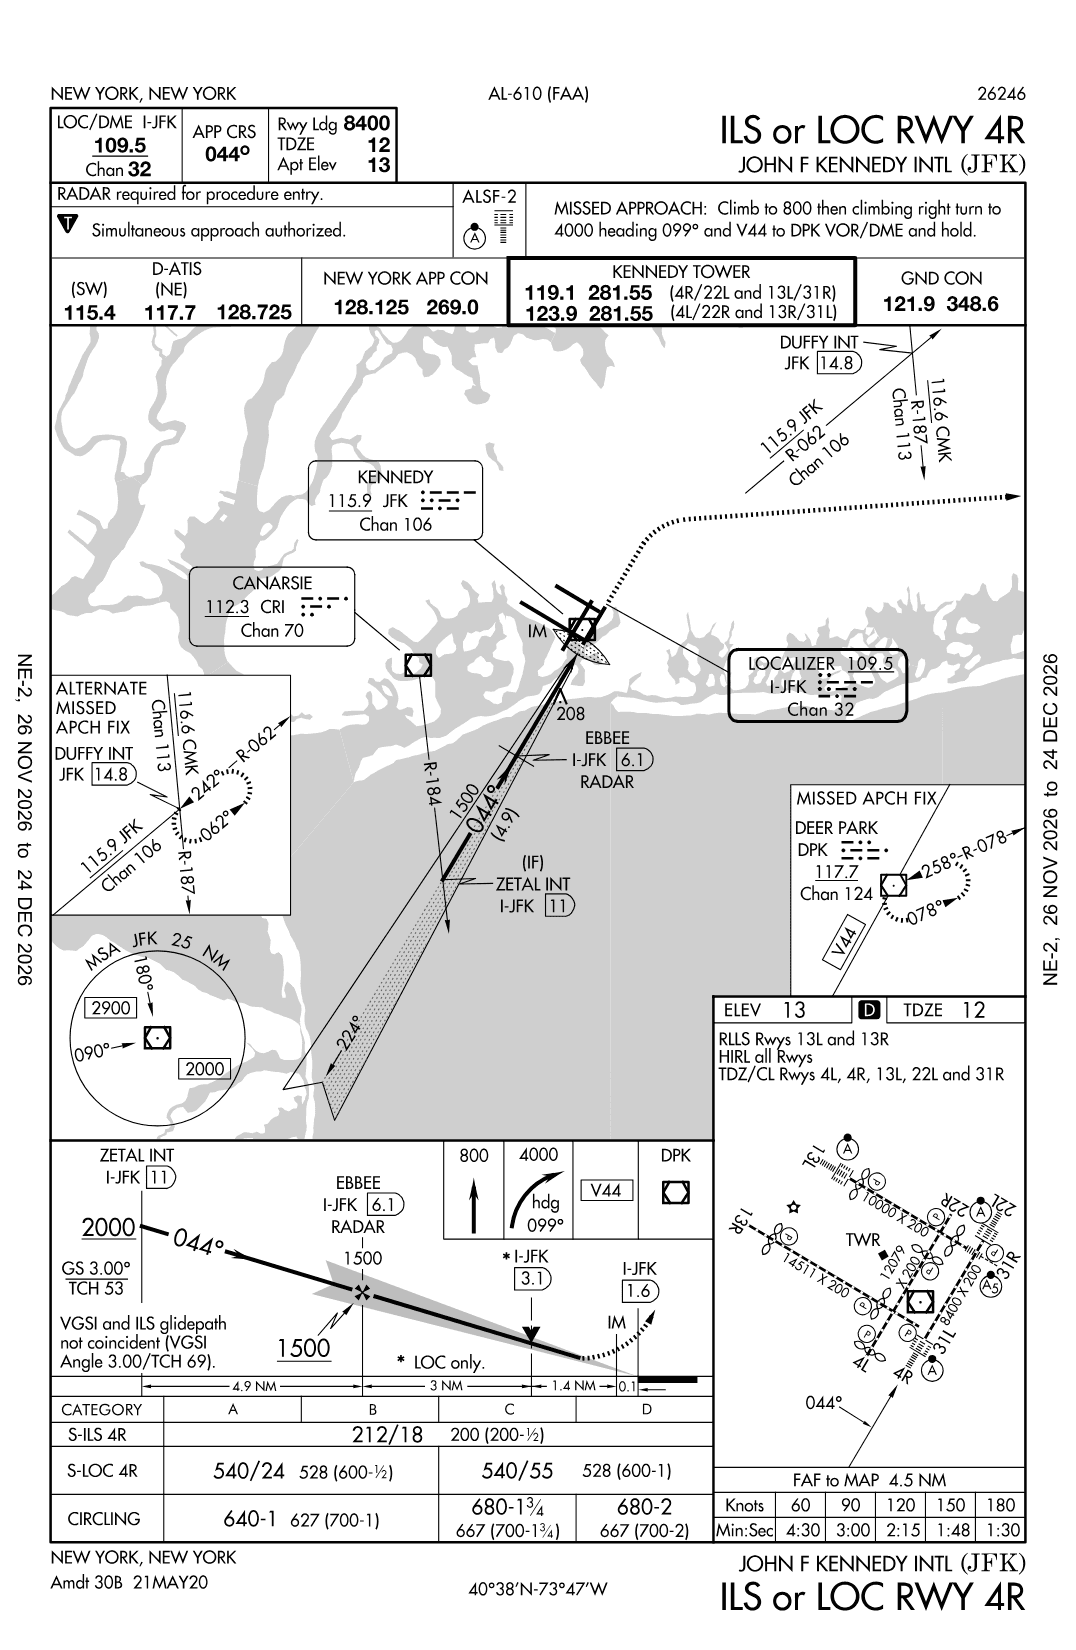 NEW YORK, NEW YORK
AL-610 (FAA)
26246
LOC/DME I-JFK
109.5
Chan 32
APP CRS
044°
Rwy Ldg 8400
TDZE 12
Apt Elev 13
ILS or LOC RWY 4R
JOHN F KENNEDY INTL (JFK)
RADAR required for procedure entry.
T
Simultaneous approach authorized.
ALSF-2
A
MISSED APPROACH: Climb to 800 then climbing right turn to
4000 heading 099° and V44 to DPK VOR/DME and hold.
D-ATIS
(SW) (NE)
115.4 117.7 128.725
NEW YORK APP CON
128.125 269.0
KENNEDY TOWER
119.1 281.55 (4R/22L and 13L/31R)
123.9 281.55 (4L/22R and 13R/31L)
GND CON
121.9 348.6
DUFFY INT
JFK 14.8
115.9 JFK
R-062
Chan 106
116.6 CMK
R-187
Chan 113
KENNEDY
115.9 JFK
Chan 106
CANARSIE
112.3 CRI
Chan 70
IM
LOCALIZER 109.5
I-JFK
Chan 32
208
EBBEE
I-JFK 6.1
RADAR
R-184
1500
044°
(4.9)
(IF)
ZETAL INT
I-JFK 11
224°
ALTERNATE
MISSED
APCH FIX
DUFFY INT
JFK 14.8
116.6 CMK
Chan 113
242°
R-062
062°
115.9 JFK
Chan 106
R-187
MISSED APCH FIX
DEER PARK
DPK
117.7
Chan 124
258°
R-078
078°
V44
MSA JFK 25 NM
180°
2900
090°
2000
NE-2, 26 NOV 2026 to 24 DEC 2026
NE-2, 26 NOV 2026 to 24 DEC 2026
ELEV 13
D
TDZE 12
RLLS Rwys 13L and 13R
HIRL all Rwys
TDZ/CL Rwys 4L, 4R, 13L, 22L and 31R
13L
A
P
10000 X 200
22R
P
A
22L
13R
P
TWR
12079
X 200
P
P
31R
A5
14511 X 200
P
8400 X 200
P
P
31L
4L
4R
A
044°
FAF to MAP 4.5 NM
Knots 60 90 120 150 180
Min:Sec 4:30 3:00 2:15 1:48 1:30
ZETAL INT
I-JFK 11
2000
044°
GS 3.00°
TCH 53
VGSI and ILS glidepath
not coincident (VGSI
Angle 3.00/TCH 69).
EBBEE
I-JFK 6.1
RADAR
1500
1500
800
4000
hdg
099°
V44
DPK
* I-JFK
3.1
I-JFK
1.6
IM
* LOC only.
4.9 NM
3 NM
1.4 NM
0.1
CATEGORY A B C D
S-ILS 4R 212/18 200 (200-½)
S-LOC 4R 540/24 528 (600-½) 540/55 528 (600-1)
CIRCLING 640-1 627 (700-1) 680-1¾ 667 (700-1¾) 680-2 667 (700-2)
NEW YORK, NEW YORK
Amdt 30B 21MAY20
40°38'N-73°47'W
JOHN F KENNEDY INTL (JFK)
ILS or LOC RWY 4R